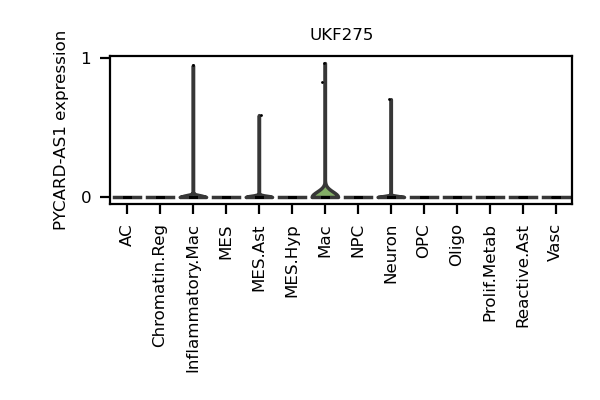 UKF275
PYCARD-AS1 expression
1
0
AC
Chromatin.Reg
Inflammatory.Mac
MES
MES.Ast
MES.Hyp
Mac
NPC
Neuron
OPC
Oligo
Prolif.Metab
Reactive.Ast
Vasc